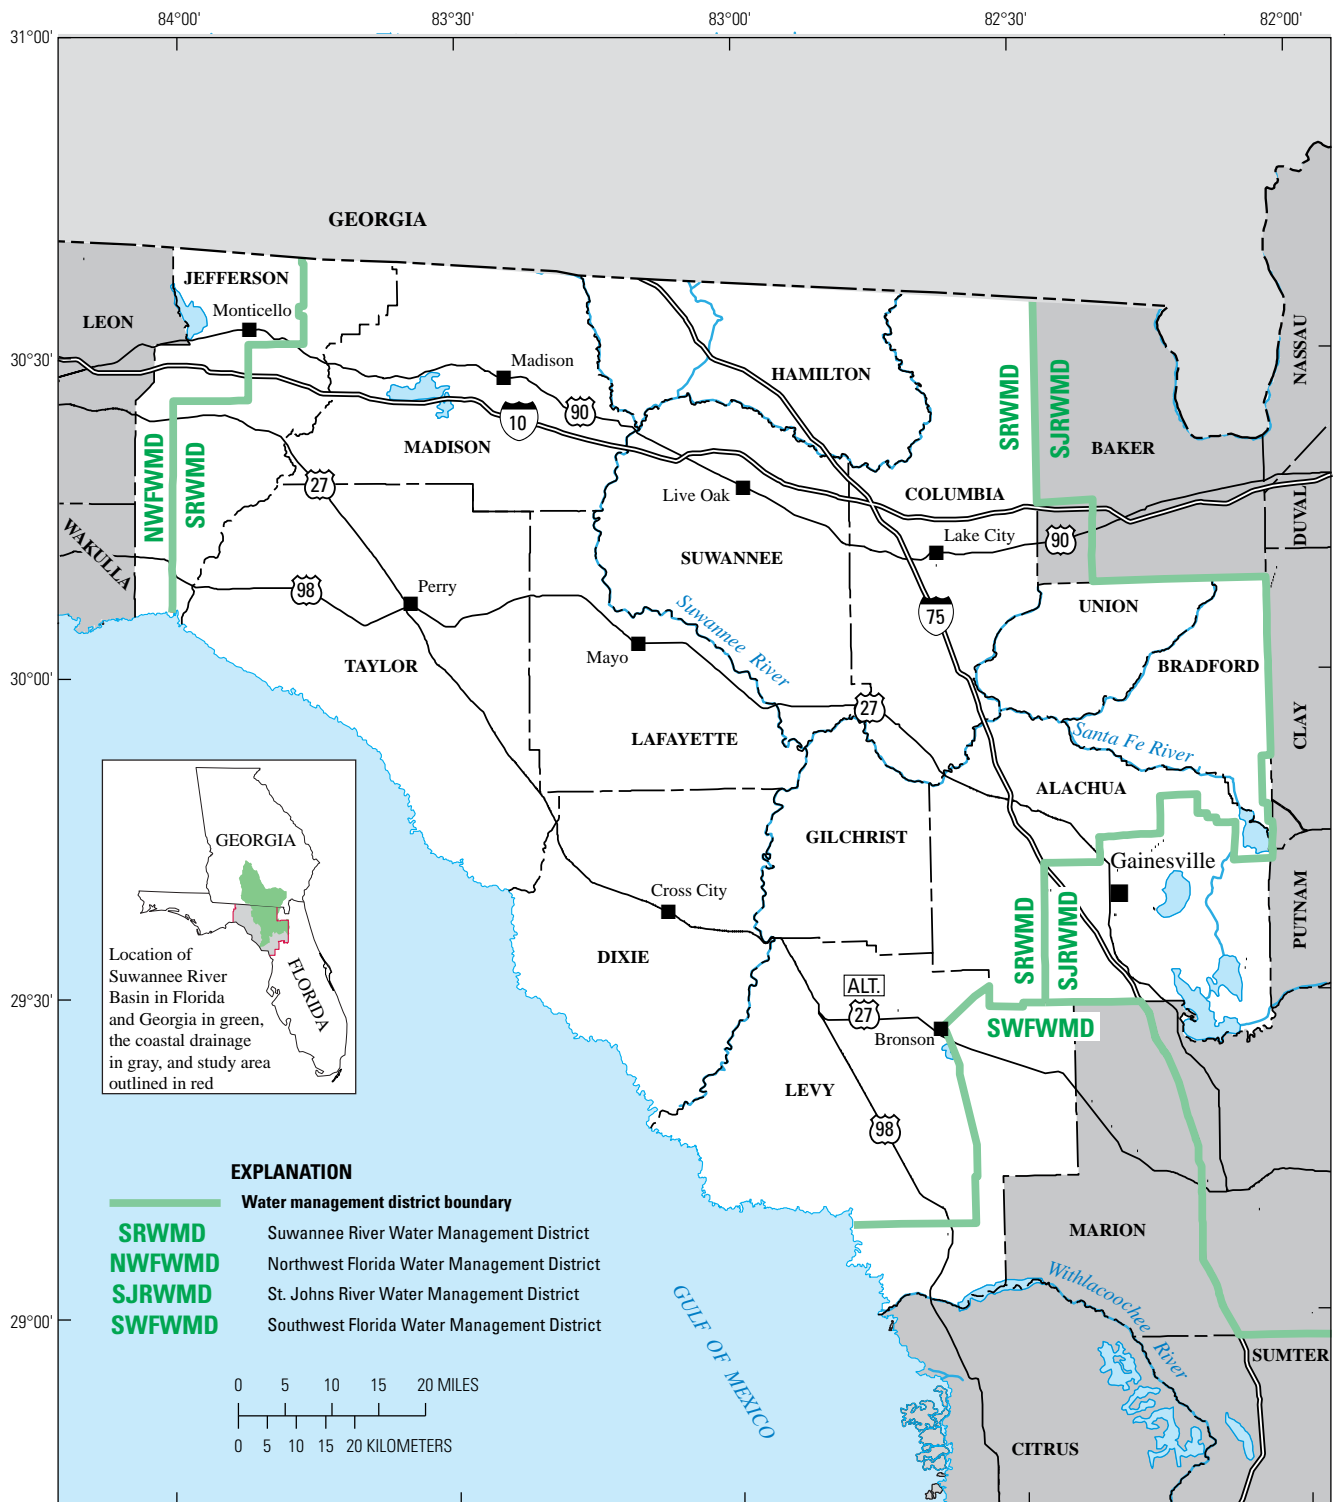 84°00'
83°30'
83°00'
82°30'
82°00'
31°00'
30°30'
30°00'
29°30'
29°00'
GEORGIA
JEFFERSON
Monticello
LEON
Madison
HAMILTON
NASSAU
90
10
MADISON
SRWMD
SJRWMD
BAKER
NWFWMD
SRWMD
27
Live Oak
COLUMBIA
DUVAL
Lake City
90
WAKULLA
SUWANNEE
98
Perry
75
UNION
Suwannee River
Mayo
TAYLOR
BRADFORD
27
CLAY
Santa Fe River
LAFAYETTE
ALACHUA
GILCHRIST
Gainesville
Cross City
PUTNAM
SRWMD
SJRWMD
DIXIE
ALT.
27
Bronson
SWFWMD
LEVY
98
MARION
Withlacoochee River
GULF OF MEXICO
SUMTER
CITRUS
GEORGIA
FLORIDA
Location of
Suwannee River
Basin in Florida
and Georgia in green,
the coastal drainage
in gray, and study area
outlined in red
EXPLANATION
Water management district boundary
SRWMD Suwannee River Water Management District
NWFWMD Northwest Florida Water Management District
SJRWMD St. Johns River Water Management District
SWFWMD Southwest Florida Water Management District
0 5 10 15 20 MILES
0 5 10 15 20 KILOMETERS